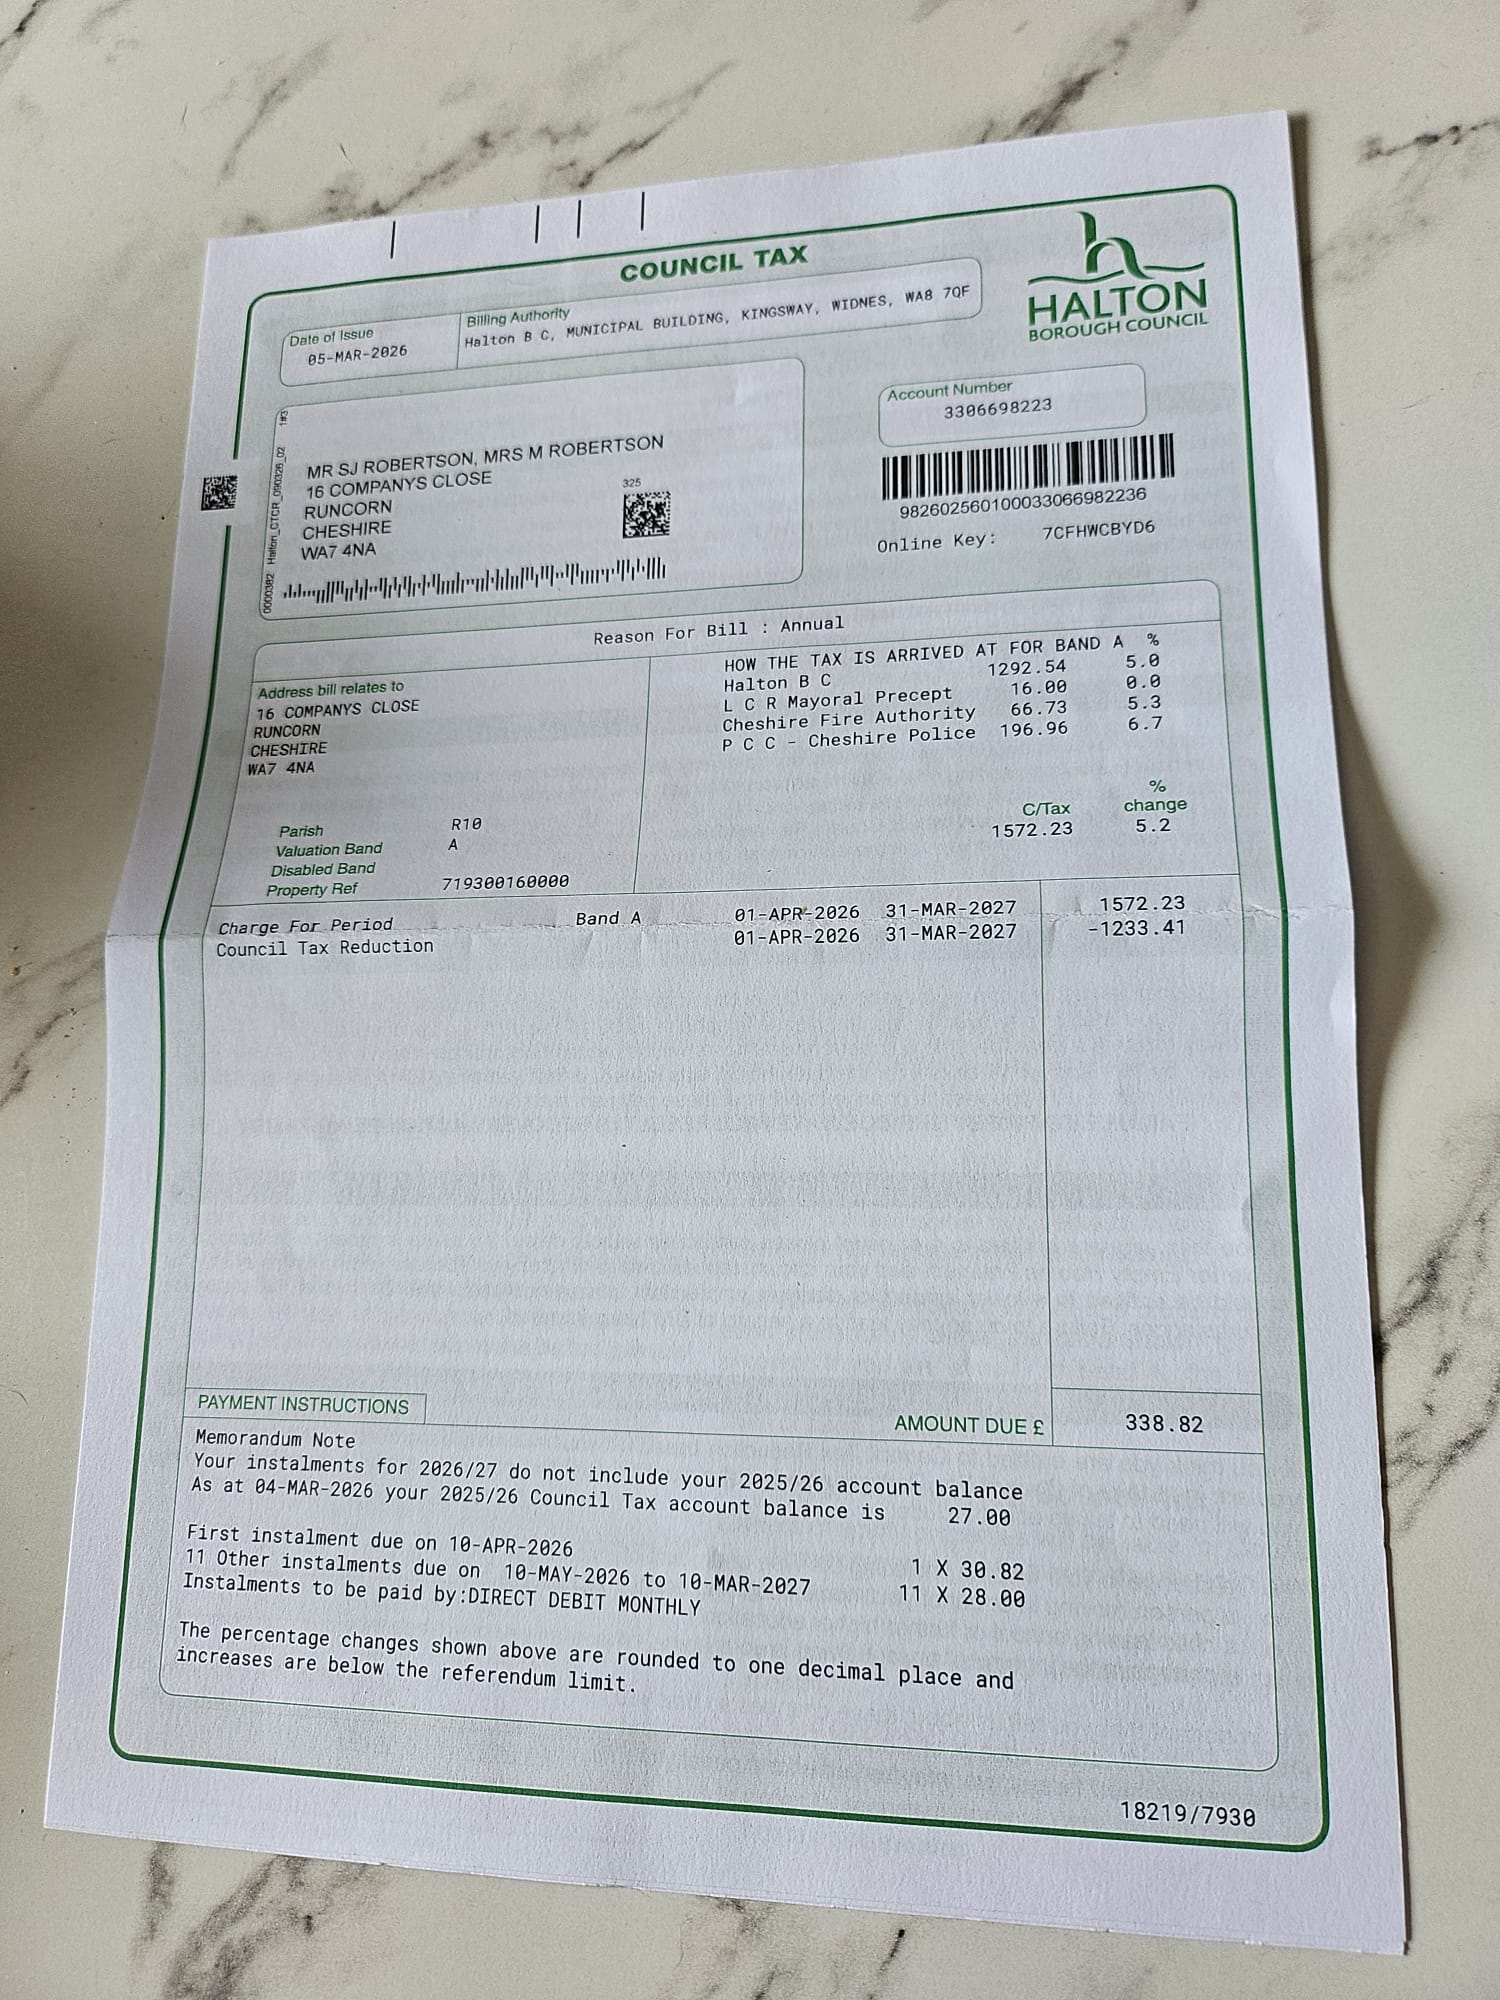 COUNCIL TAX
HALTON
BOROUGH COUNCIL
Date of Issue
05-MAR-2026
Billing Authority
Halton B C, MUNICIPAL BUILDING, KINGSWAY, WIDNES, WA8 7QF
Account Number
3306698223
982602560100033066982236
Online Key: 7CFHWCBYD6
0000382 Halton_CTCR_090326_02 1#3
MR SJ ROBERTSON, MRS M ROBERTSON
16 COMPANYS CLOSE
RUNCORN
CHESHIRE
WA7 4NA
325
Reason For Bill : Annual
Address bill relates to
16 COMPANYS CLOSE
RUNCORN
CHESHIRE
WA7 4NA
Parish R10
Valuation Band A
Disabled Band
Property Ref 719300160000
HOW THE TAX IS ARRIVED AT FOR BAND A %
Halton B C 1292.54 5.0
L C R Mayoral Precept 16.00 0.0
Cheshire Fire Authority 66.73 5.3
P C C - Cheshire Police 196.96 6.7
%
C/Tax change
1572.23 5.2
Charge For Period Band A 01-APR-2026 31-MAR-2027 1572.23
Council Tax Reduction 01-APR-2026 31-MAR-2027 -1233.41
PAYMENT INSTRUCTIONS
AMOUNT DUE £ 338.82
Memorandum Note
Your instalments for 2026/27 do not include your 2025/26 account balance
As at 04-MAR-2026 your 2025/26 Council Tax account balance is 27.00
First instalment due on 10-APR-2026 1 X 30.82
11 Other instalments due on 10-MAY-2026 to 10-MAR-2027 11 X 28.00
Instalments to be paid by:DIRECT DEBIT MONTHLY
The percentage changes shown above are rounded to one decimal place and
increases are below the referendum limit.
18219/7930